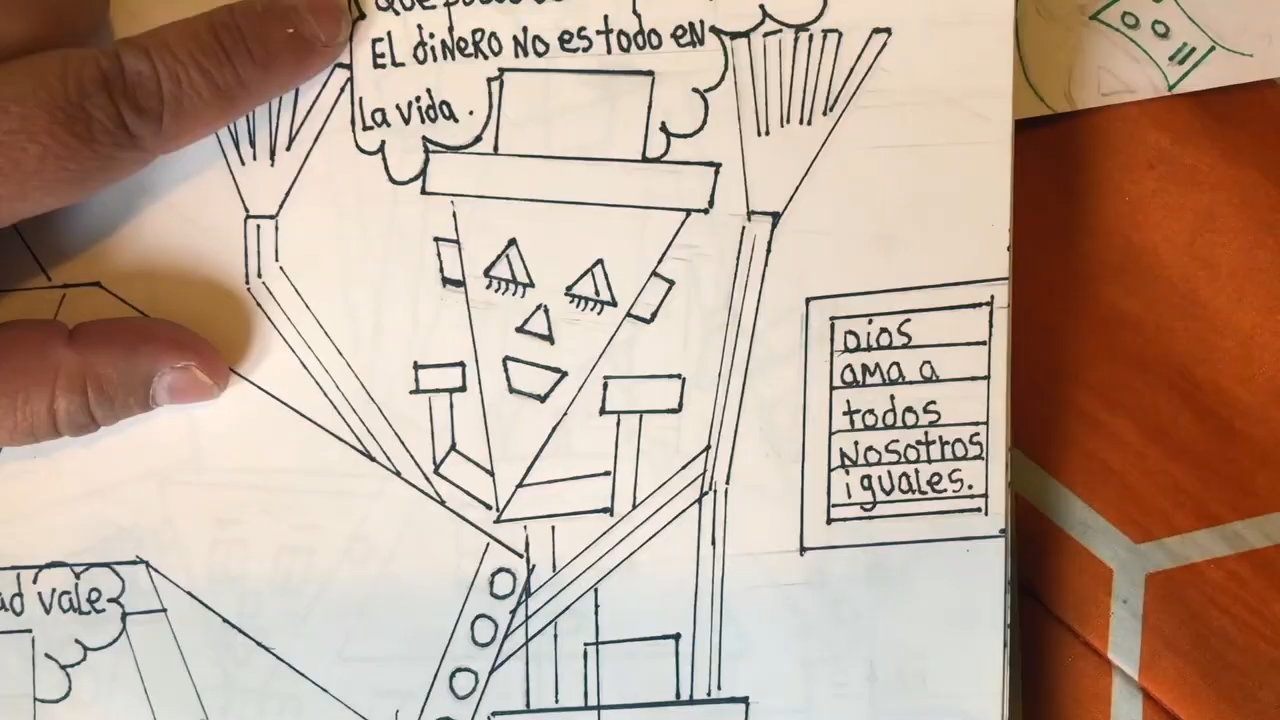 EL diNERO NO es todo EN
La vida.
Dios
aMa a
todos
Nosotros
iguales.
vale